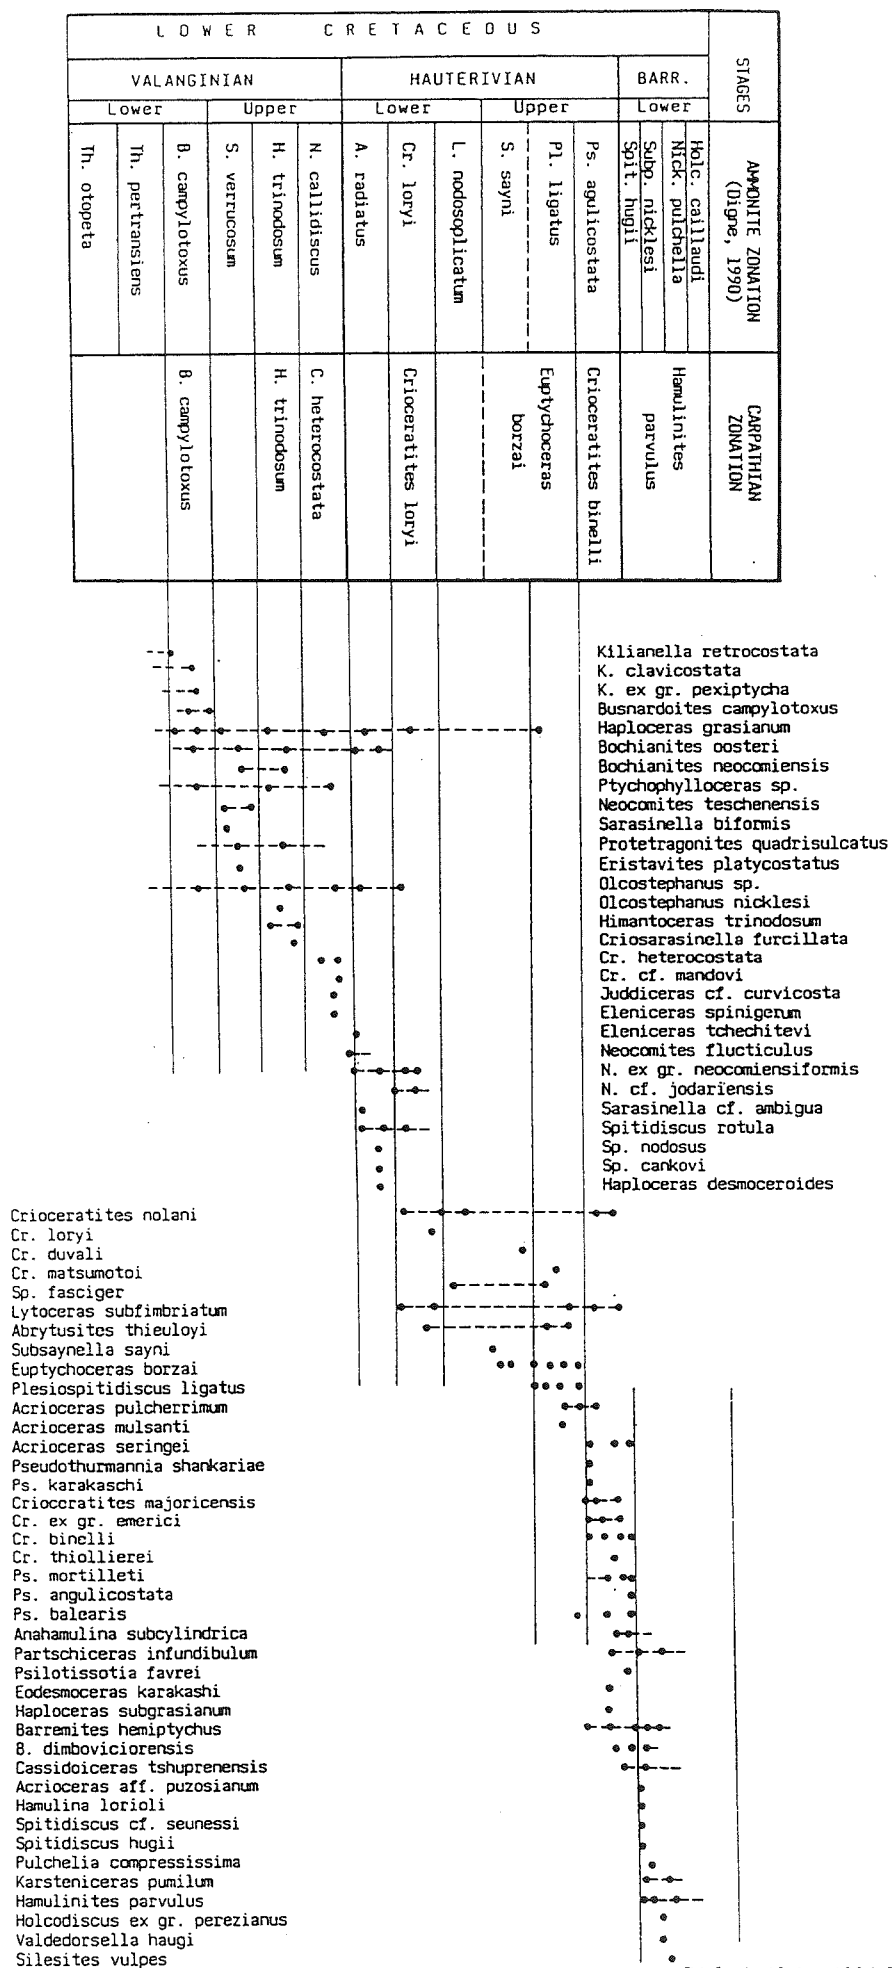 LOWER CRETACEOUS
STAGES
VALANGINIAN
HAUTERIVIAN
BARR.
Lower
Upper
Lower
Upper
Lower
Th. otopeta
Th. pertransiens
B. campylotoxus
S. verrucosum
H. trinodosum
N. callidiscus
A. radiatus
Cr. loryi
L. nodosoplicatum
S. sayni
Pl. ligatus
Ps. agulicostata
Spit. hugii
Subp. nicklesi
Nick. pulchella
Holc. caillaudi
AMMONITE ZONATION
(Digne, 1990)
B. campylotoxus
H. trinodosum
C. heterocostata
Crioceratites loryi
Euptychoceras
borzai
Crioceratites binelli
Hamulinites
parvulus
CARPATHIAN
ZONATION
Kilianella retrocostata
K. clavicostata
K. ex gr. pexiptycha
Busnardoites campylotoxus
Haploceras grasianum
Bochianites oosteri
Bochianites neocomiensis
Ptychophylloceras sp.
Neocomites teschenensis
Sarasinella biformis
Protetragonites quadrisulcatus
Eristavites platycostatus
Olcostephanus sp.
Olcostephanus nicklesi
Himantoceras trinodosum
Criosarasinella furcillata
Cr. heterocostata
Cr. cf. mandovi
Juddiceras cf. curvicosta
Eleniceras spinigerum
Eleniceras tchechitevi
Neocomites flucticulus
N. ex gr. neocomiensiformis
N. cf. jodariensis
Sarasinella cf. ambigua
Spitidiscus rotula
Sp. nodosus
Sp. cankovi
Haploceras desmoceroides
Crioceratites nolani
Cr. loryi
Cr. duvali
Cr. matsumotoi
Sp. fasciger
Lytoceras subfimbriatum
Abrytusites thieuloyi
Subsaynella sayni
Euptychoceras borzai
Plesiospitidiscus ligatus
Acrioceras pulcherrimum
Acrioceras mulsanti
Acrioceras seringei
Pseudothurmannia shankariae
Ps. karakaschi
Crioceratites majoricensis
Cr. ex gr. emerici
Cr. binelli
Cr. thiollierei
Ps. mortilleti
Ps. angulicostata
Ps. balearis
Anahamulina subcylindrica
Partschiceras infundibulum
Psilotissotia favrei
Eodesmoceras karakashi
Haploceras subgrasianum
Barremites hemiptychus
B. dimboviciorensis
Cassidoiceras tshuprenensis
Acrioceras aff. puzosianum
Hamulina lorioli
Spitidiscus cf. seunessi
Spitidiscus hugii
Pulchelia compressissima
Karsteniceras pumilum
Hamulinites parvulus
Holcodiscus ex gr. perezianus
Valdedorsella haugi
Silesites vulpes